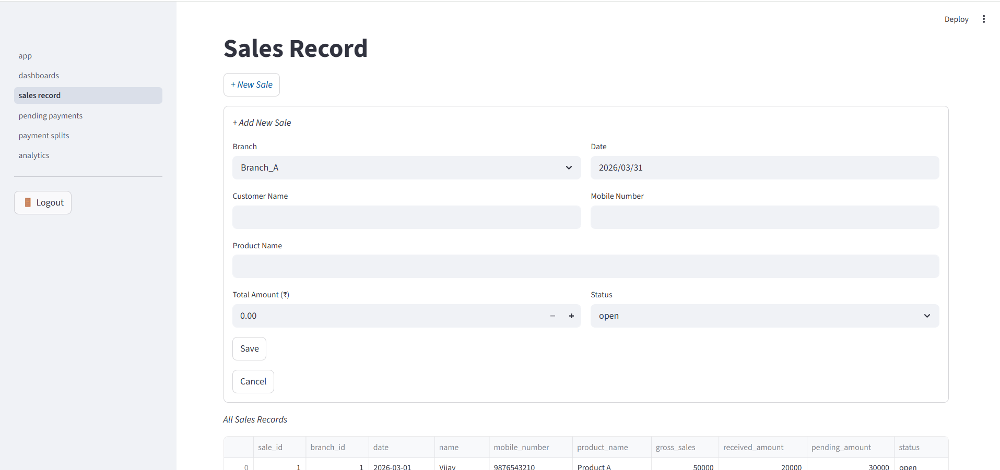 Deploy
app
dashboards
sales record
pending payments
payment splits
analytics
Logout
Sales Record
+ New Sale
+ Add New Sale
Branch Date
Branch_A 2026/03/31
Customer Name Mobile Number
Product Name
Total Amount (₹) Status
0.00 open
Save
Cancel
All Sales Records
sale_id branch_id date name mobile_number product_name gross_sales received_amount pending_amount status
0 1 1 2026-03-01 Vijay 9876543210 Product A 50000 20000 30000 open